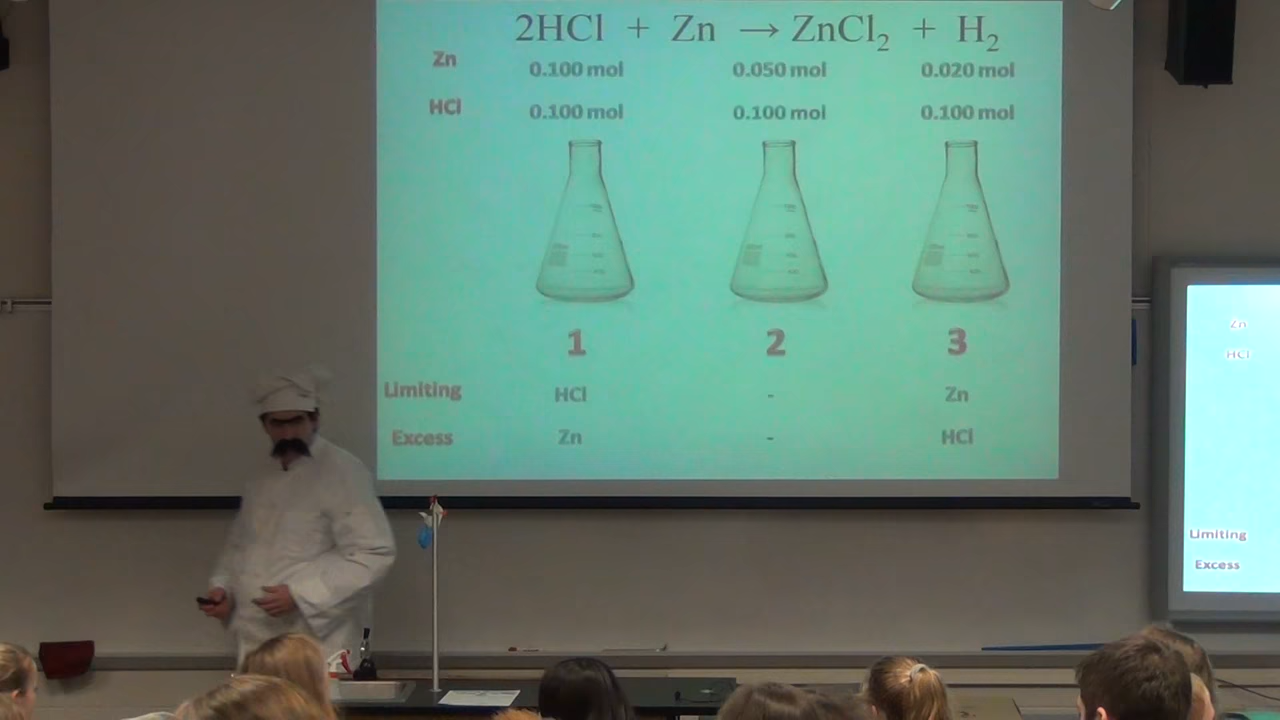 2HCl + Zn → ZnCl₂ + H₂
Zn 0.100 mol 0.050 mol 0.020 mol
HCl 0.100 mol 0.100 mol 0.100 mol
1 2 3
Limiting HCl - Zn
Excess Zn - HCl
Zn
HCl
Limiting
Excess